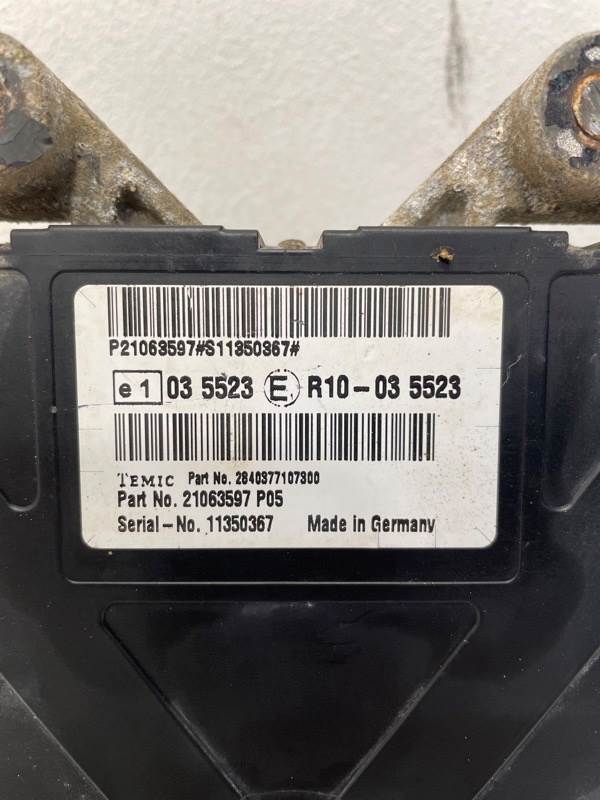 P21063597#S11350367#
e1 03 5523 E R10-03 5523
TEMIC Part No. 2840377107300
Part No. 21063597 P05
Serial-No. 11350367 Made in Germany